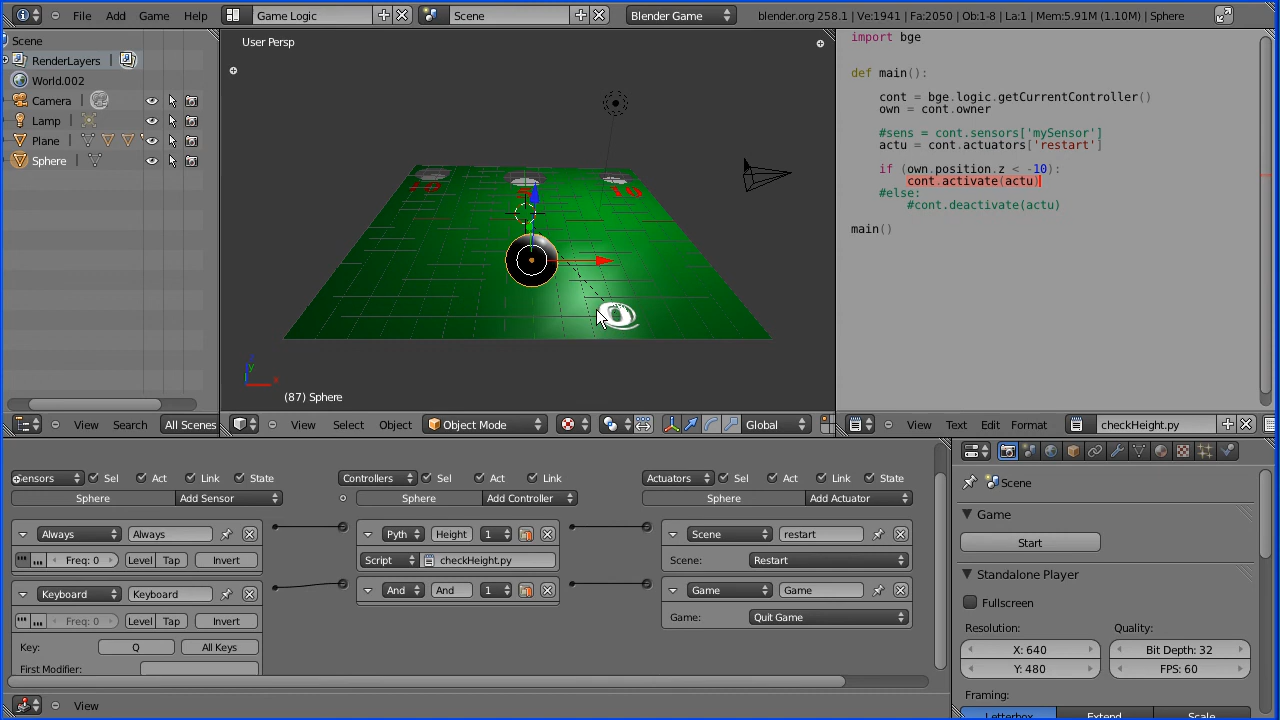 File Add Game Help Game Logic Scene Blender Game blender.org 258.1 | Ve:1941 | Fa:2050 | Ob:1-8 | La:1 | Mem:5.91M (1.10M) | Sphere
Scene
RenderLayers |
World.002
Camera |
Lamp |
Plane |
Sphere |
View Search All Scenes
User Persp
10
10
y
x
(87) Sphere
View Select Object Object Mode Global
import bge
def main():
cont = bge.logic.getCurrentController()
own = cont.owner
#sens = cont.sensors['mySensor']
actu = cont.actuators['restart']
if (own.position.z < -10):
cont.activate(actu)
#else:
#cont.deactivate(actu)
main()
View Text Edit Format checkHeight.py
Sensors Sel Act Link State
Sphere Add Sensor
Always Always
Freq: 0 Level Tap Invert
Keyboard Keyboard
Freq: 0 Level Tap Invert
Key: Q All Keys
First Modifier:
Controllers Sel Act Link
Sphere Add Controller
Pyth Height 1
Script checkHeight.py
And And 1
Actuators Sel Act Link State
Sphere Add Actuator
Scene restart
Scene: Restart
Game Game
Game: Quit Game
View
Scene
Game
Start
Standalone Player
Fullscreen
Resolution: Quality:
X: 640 Bit Depth: 32
Y: 480 FPS: 60
Framing:
Letterbox Extend Scale